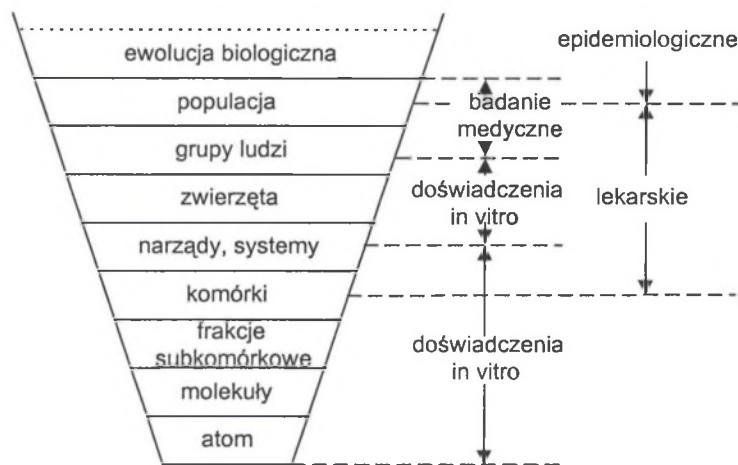 ewolucja biologiczna
populacja
grupy ludzi
zwierzęta
narządy, systemy
komórki
frakcje
subkomórkowe
molekuły
atom
badanie
medyczne
doświadczenia
in vitro
doświadczenia
in vitro
epidemiologiczne
lekarskie